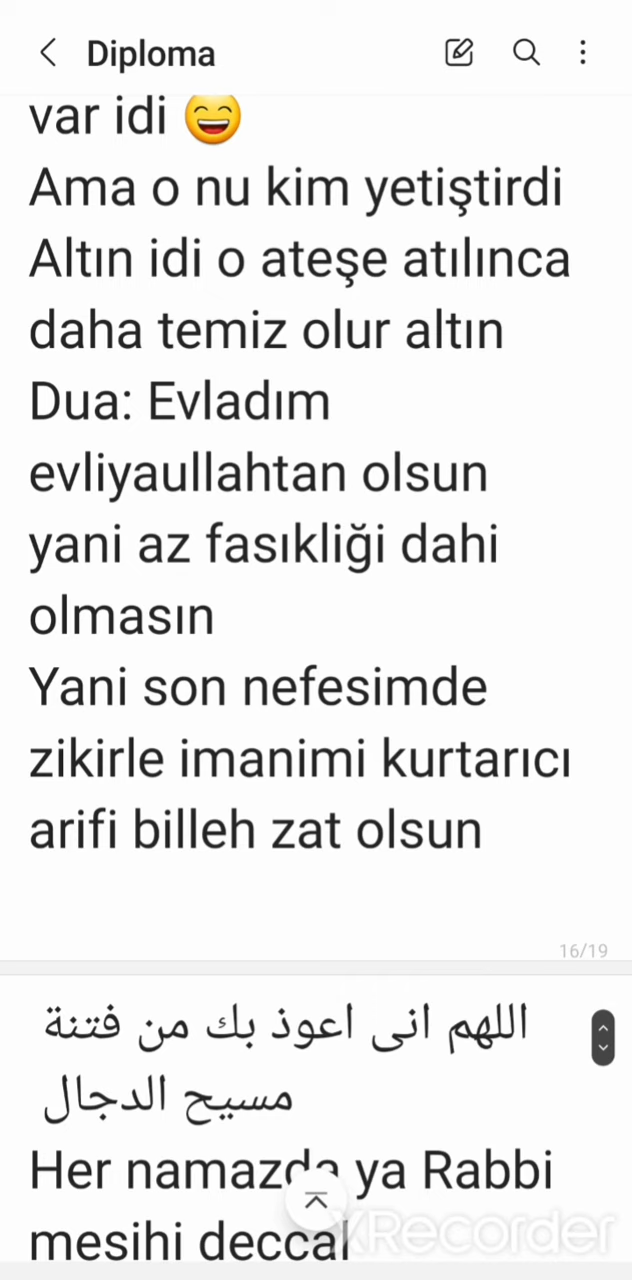 Diploma
var idi 😄
Ama o nu kim yetiştirdi
Altın idi o ateşe atılınca
daha temiz olur altın
Dua: Evladım
evliyaullahtan olsun
yani az fasıkliği dahi
olmasın
Yani son nefesimde
zikirle imanimi kurtarıcı
arifi billeh zat olsun
16/19
اللهم انى اعوذ بك من فتنة
مسيح الدجال
Her namazda ya Rabbi
mesihi deccal
XRecorder